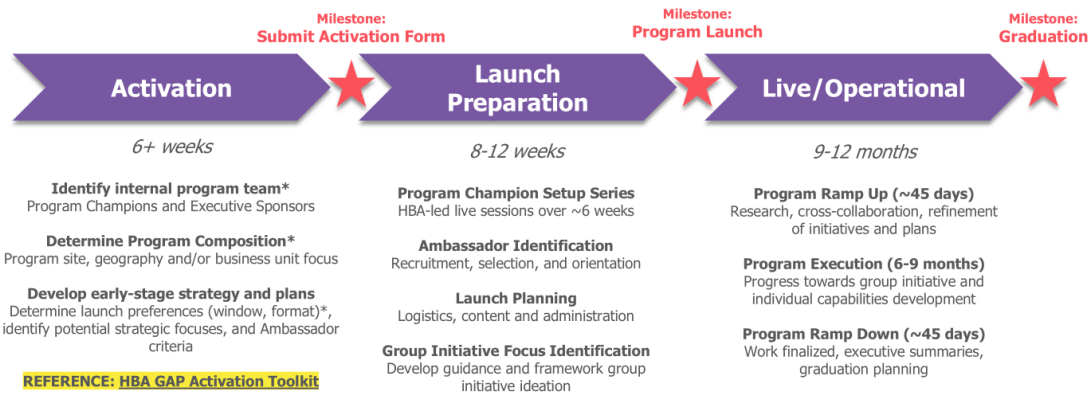 Milestone:
Submit Activation Form
Milestone:
Program Launch
Milestone:
Graduation
Activation
Launch
Preparation
Live/Operational
6+ weeks
8-12 weeks
9-12 months
Identify internal program team*
Program Champions and Executive Sponsors
Determine Program Composition*
Program site, geography and/or business unit focus
Develop early-stage strategy and plans
Determine launch preferences (window, format)*,
identify potential strategic focuses, and Ambassador
criteria
REFERENCE: HBA GAP Activation Toolkit
Program Champion Setup Series
HBA-led live sessions over ~6 weeks
Ambassador Identification
Recruitment, selection, and orientation
Launch Planning
Logistics, content and administration
Group Initiative Focus Identification
Develop guidance and framework group
initiative ideation
Program Ramp Up (~45 days)
Research, cross-collaboration, refinement
of initiatives and plans
Program Execution (6-9 months)
Progress towards group initiative and
individual capabilities development
Program Ramp Down (~45 days)
Work finalized, executive summaries,
graduation planning